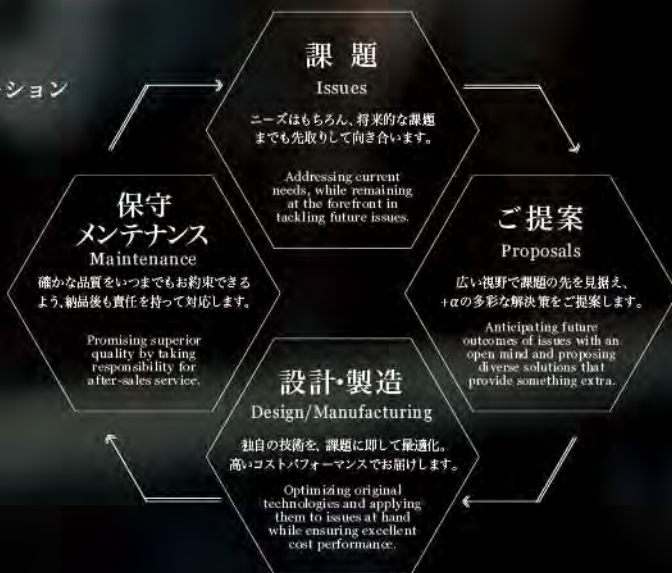 ーション
課題
Issues
ニーズはもちろん、将来的な課題
までも先取りして向き合います。
Addressing current
needs, while remaining
at the forefront in
tackling future issues.
保守
メンテナンス
Maintenance
確かな品質をいつまでもお約束できる
よう、納品後も責任を持って対応します。
Promising superior
quality by taking
responsibility for
after-sales service.
ご提案
Proposals
広い視野で課題の先を見据え、
+αの多彩な解決策をご提案します。
Anticipating future
outcomes of issues with an
open mind and proposing
diverse solutions that
provide something extra.
設計・製造
Design/Manufacturing
独自の技術を、課題に即して最適化。
高いコストパフォーマンスでお届けします。
Optimizing original
technologies and applying
them to issues at hand
while ensuring excellent
cost performance.